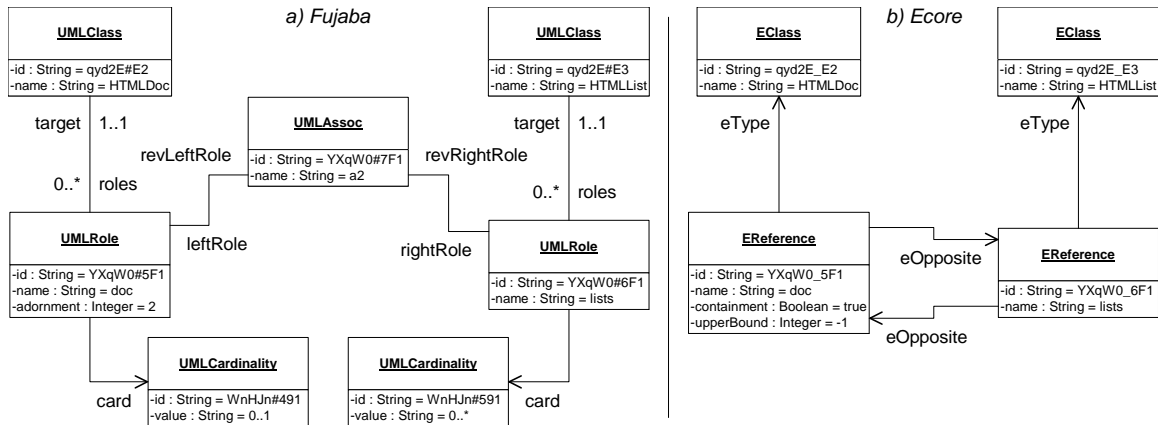 a) Fujaba
UMLClass
-id : String = qyd2E#E2
-name : String = HTMLDoc
UMLClass
-id : String = qyd2E#E3
-name : String = HTMLList
target
1..1
0..*
roles
UMLAssoc
-id : String = YXqW0#7F1
-name : String = a2
revLeftRole
revRightRole
target
1..1
0..*
roles
leftRole
rightRole
UMLRole
-id : String = YXqW0#5F1
-name : String = doc
-adornment : Integer = 2
UMLRole
-id : String = YXqW0#6F1
-name : String = lists
card
UMLCardinality
-id : String = WnHJn#491
-value : String = 0..1
UMLCardinality
-id : String = WnHJn#591
-value : String = 0..*
card
b) Ecore
EClass
-id : String = qyd2E_E2
-name : String = HTMLDoc
EClass
-id : String = qyd2E_E3
-name : String = HTMLList
eType
eType
EReference
-id : String = YXqW0_5F1
-name : String = doc
-containment : Boolean = true
-upperBound : Integer = -1
eOpposite
EReference
-id : String = YXqW0_6F1
-name : String = lists
eOpposite